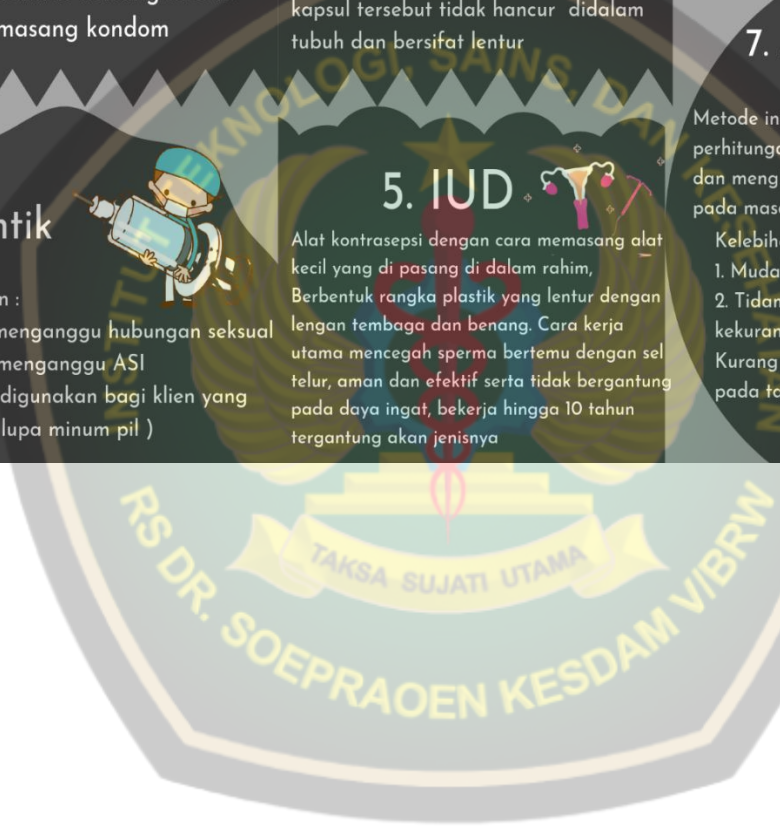 masang kondom
kapsul tersebut tidak hancur didalam
tubuh dan bersifat lentur
ntik
n :
menganggu hubungan seksual
menganggu ASI
digunakan bagi klien yang
lupa minum pil )
5. IUD
Alat kontrasepsi dengan cara memasang alat
kecil yang di pasang di dalam rahim,
Berbentuk rangka plastik yang lentur dengan
lengan tembaga dan benang. Cara kerja
utama mencegah sperma bertemu dengan sel
telur, aman dan efektif serta tidak bergantung
pada daya ingat, bekerja hingga 10 tahun
tergantung akan jenisnya
7.
Metode in
perhitunga
dan meng
pada mas
Kelebih
1. Muda
2. Tidan
kekuran
Kurang
pada ta
INSTITUT TEKNOLOGI, SAINS, DAN KES
TAKSA SUJATI UTAMA
RS DR. SOEPRAOEN KESDAM V/BRW